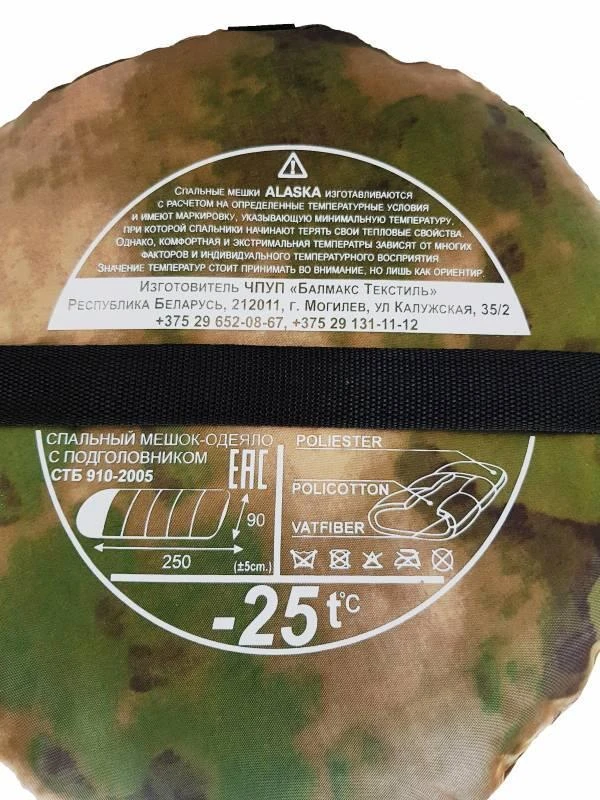 СПАЛЬНЫЕ МЕШКИ ALASKA ИЗГОТАВЛИВАЮТСЯ
С РАСЧЕТОМ НА ОПРЕДЕЛЕННЫЕ ТЕМПЕРАТУРНЫЕ УСЛОВИЯ
И ИМЕЮТ МАРКИРОВКУ, УКАЗЫВАЮЩУЮ МИНИМАЛЬНУЮ ТЕМПЕРАТУРУ,
ПРИ КОТОРОЙ СПАЛЬНИКИ НАЧИНАЮТ ТЕРЯТЬ СВОИ ТЕПЛОВЫЕ СВОЙСТВА.
ОДНАКО, КОМФОРТНАЯ И ЭКСТРИМАЛЬНАЯ ТЕМПЕРАТРЫ ЗАВИСЯТ ОТ МНОГИХ
ФАКТОРОВ И ИНДИВИДУАЛЬНОГО ТЕМПЕРАТУРНОГО ВОСПРИЯТИЯ
ЗНАЧЕНИЕ ТЕМПЕРАТУР СТОИТ ПРИНИМАТЬ ВО ВНИМАНИЕ, НО ЛИШЬ КАК ОРИЕНТИР.
ИЗГОТОВИТЕЛЬ ЧПУП «БАЛМАКС ТЕКСТИЛЬ»
РЕСПУБЛИКА БЕЛАРУСЬ, 212011, Г. МОГИЛЕВ, УЛ КАЛУЖСКАЯ, 35/2
+375 29 652-08-67, +375 29 131-11-12
СПАЛЬНЫЙ МЕШОК-ОДЕЯЛО
С ПОДГОЛОВНИКОМ
СТБ 910-2005
EAC
90
250
(±5cm.)
POLIESTER
POLICOTTON
VATFIBER
-25 t°C